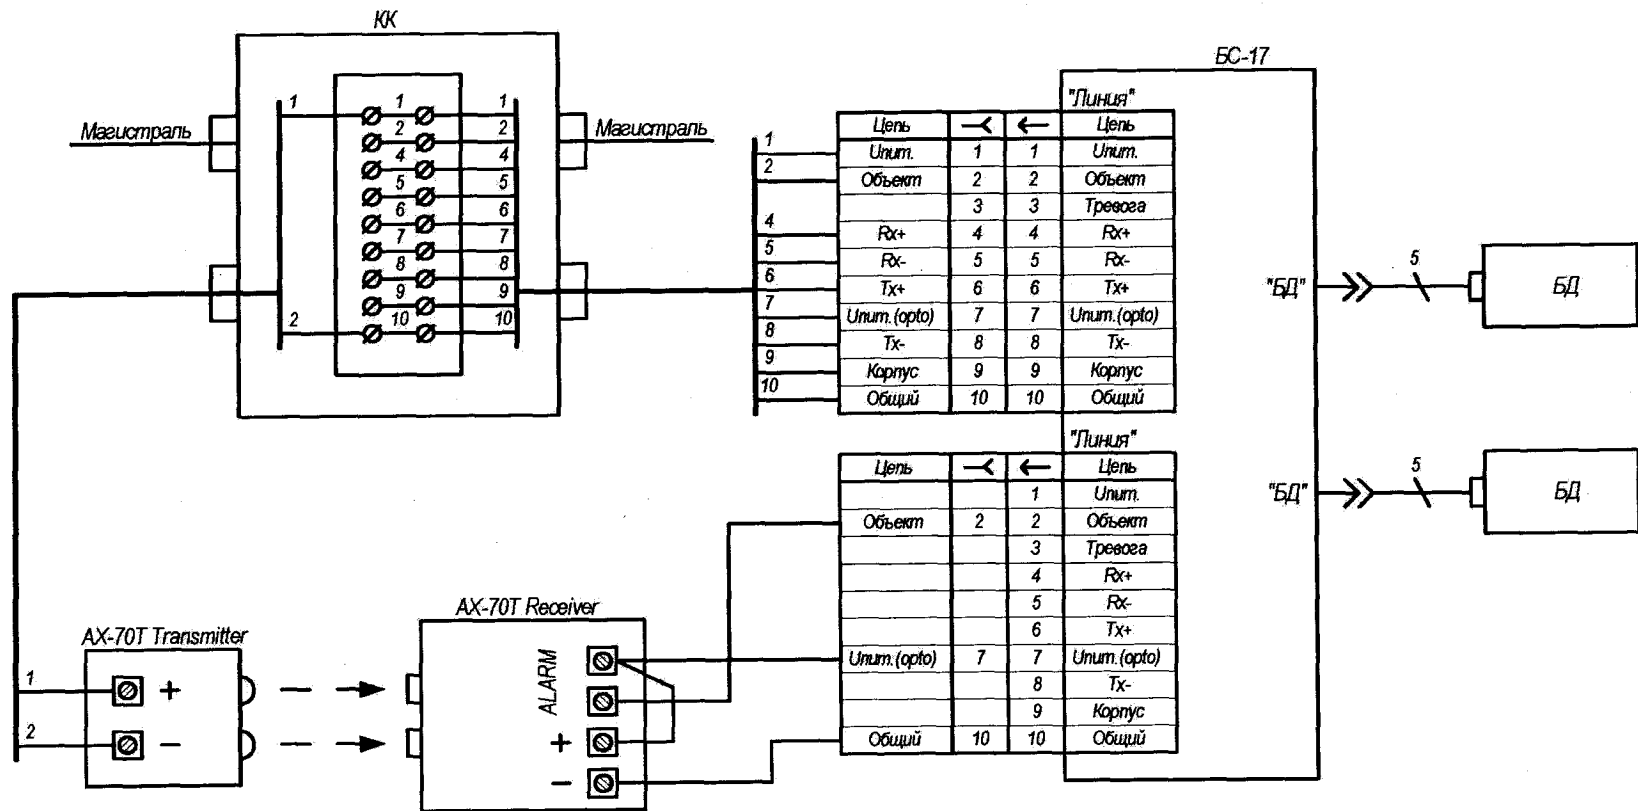 КК
Магистраль
Магистраль
1 1 1
2 2
4 4
5 5
6 6
7 7
8 8
9 9
2 10 10
БС-17
"Линия"
Цепь Цепь
1 Uпит. 1 1 Uпит.
2 Объект 2 2 Объект
3 3 Тревога
4 Rx+ 4 4 Rx+
5 Rx- 5 5 Rx-
6 Tx+ 6 6 Tx+
7 Uпит.(opto) 7 7 Uпит.(opto)
8 Tx- 8 8 Tx-
9 Корпус 9 9 Корпус
10 Общий 10 10 Общий
"БД" 5 БД
"Линия"
Цепь Цепь
1 Uпит.
Объект 2 2 Объект
3 Тревога
4 Rx+
5 Rx-
6 Tx+
Uпит.(opto) 7 7 Uпит.(opto)
8 Tx-
9 Корпус
Общий 10 10 Общий
"БД" 5 БД
AX-70T Transmitter
1 +
2 −
AX-70T Receiver
ALARM
+
−